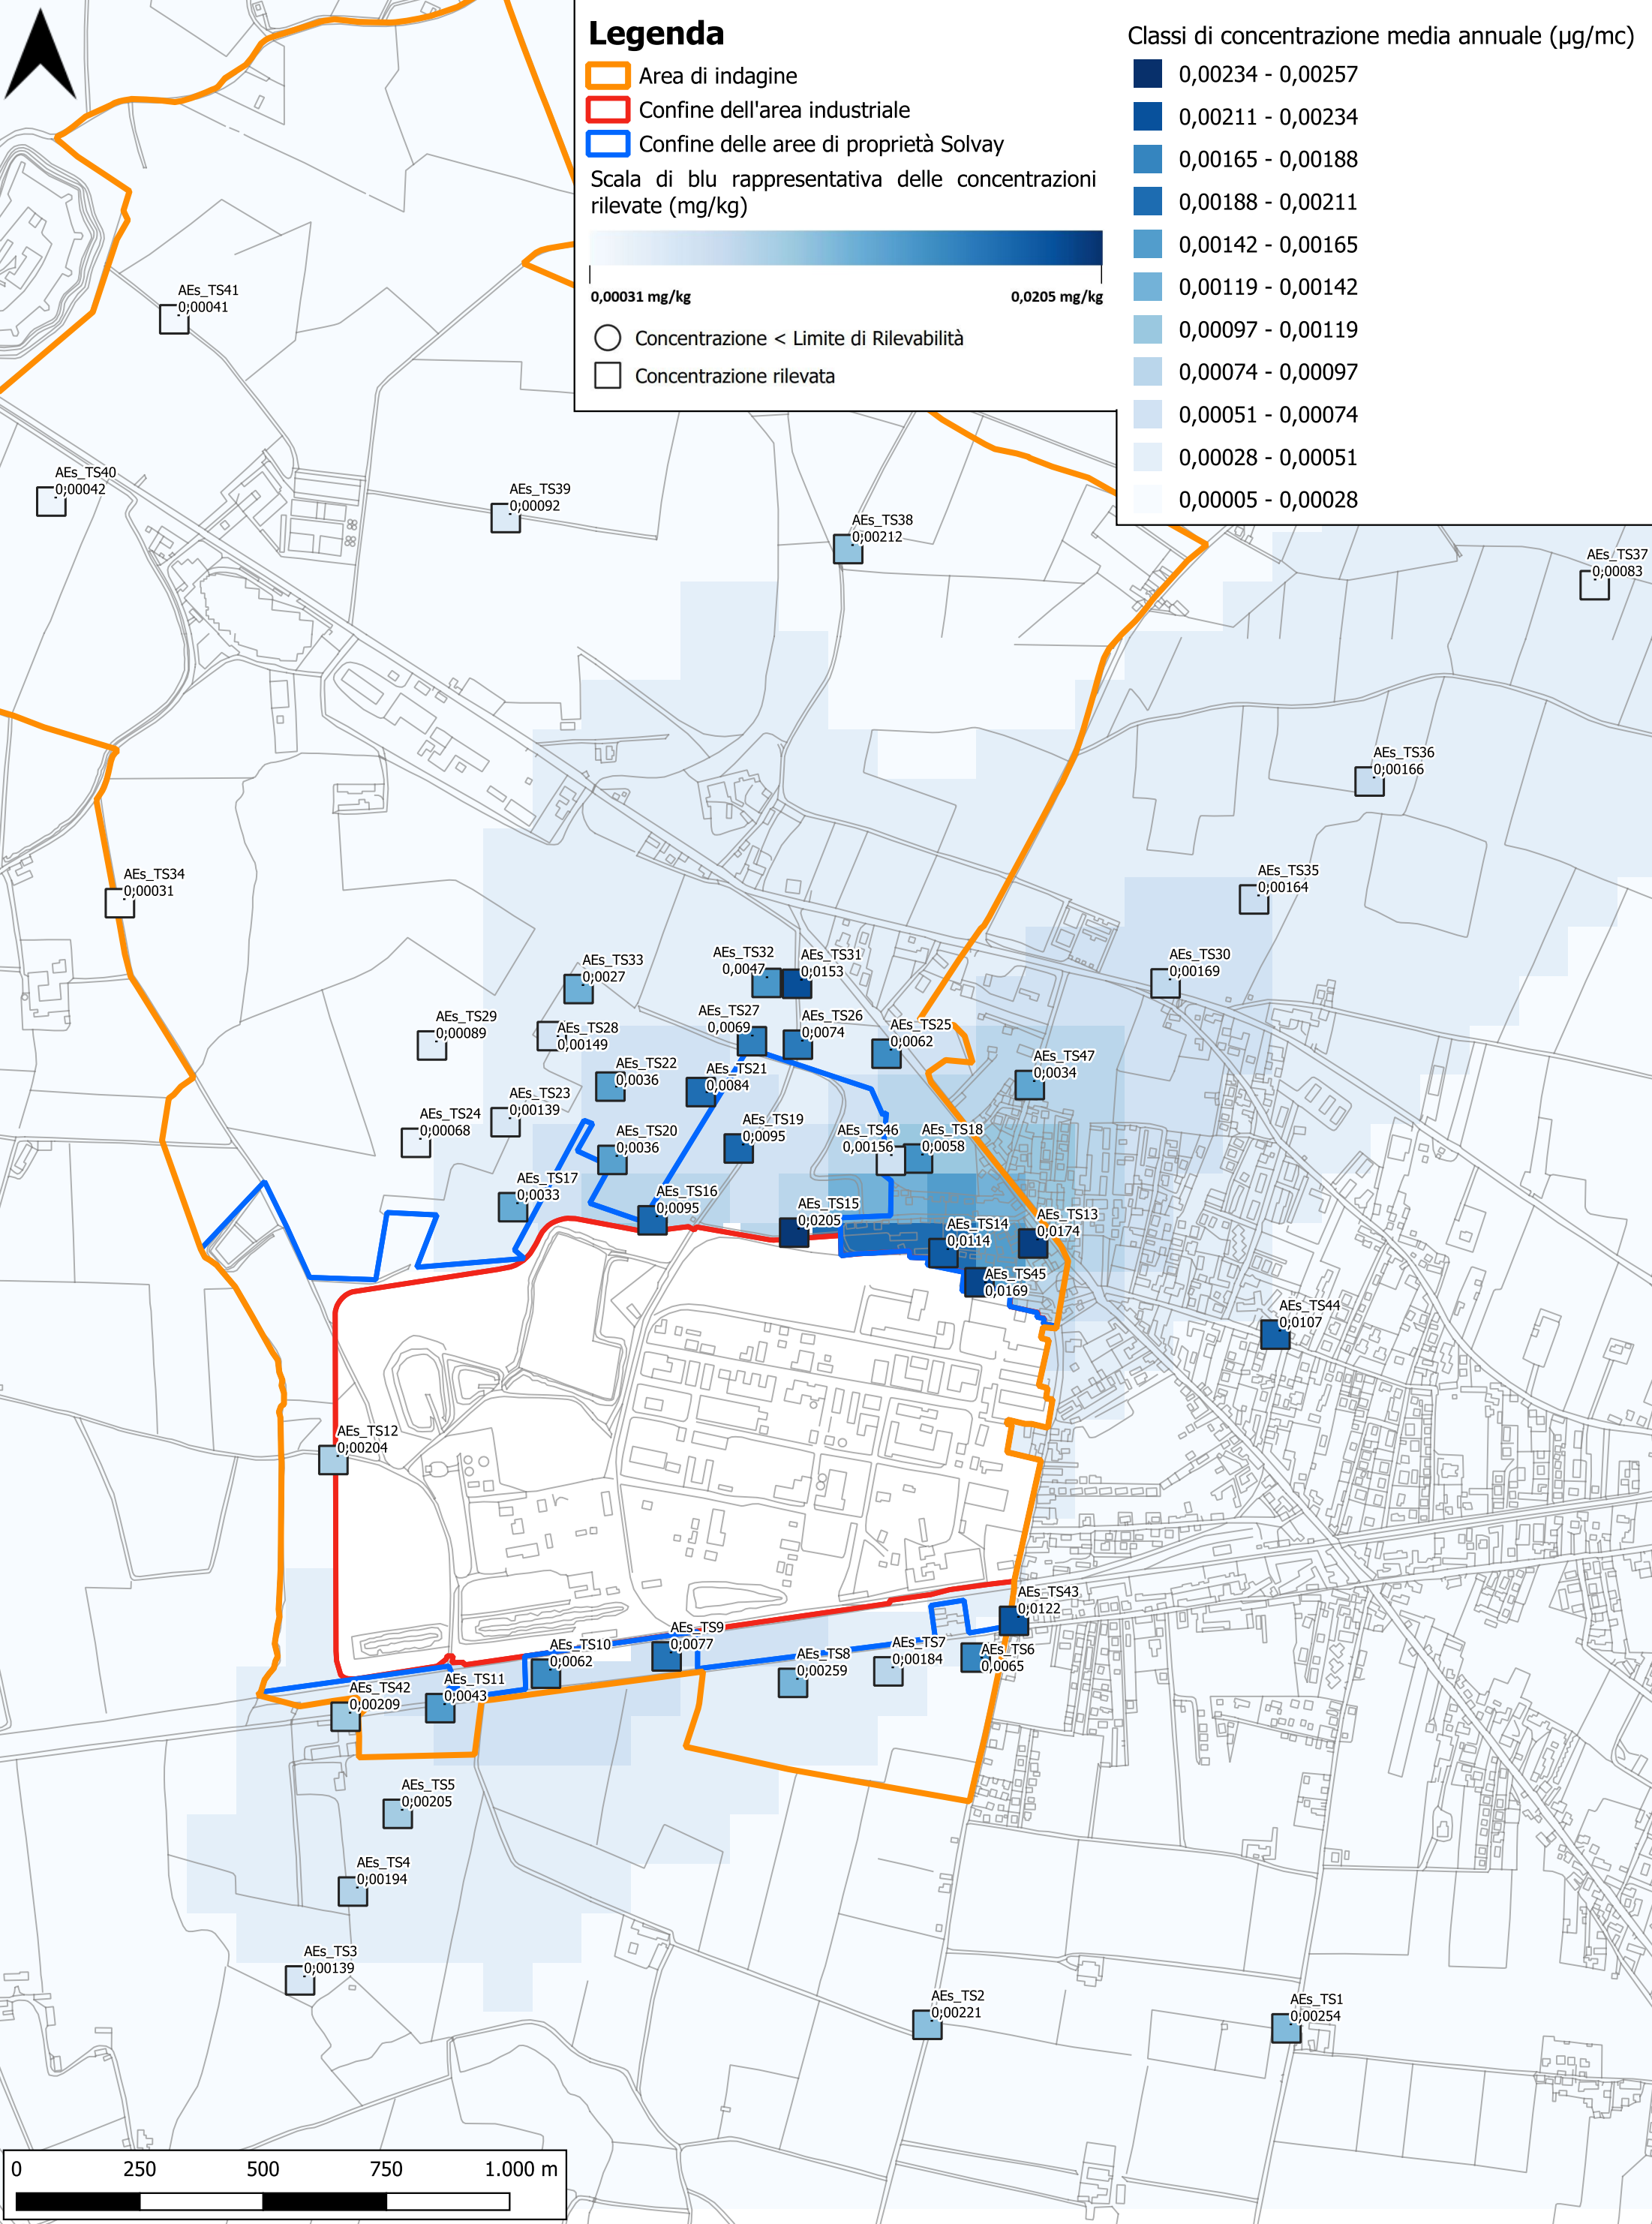 Legenda
Area di indagine
Confine dell'area industriale
Confine delle aree di proprietà Solvay
Scala di blu rappresentativa delle concentrazioni
rilevate (mg/kg)
0,00031 mg/kg
0,0205 mg/kg
Concentrazione < Limite di Rilevabilità
Concentrazione rilevata
Classi di concentrazione media annuale (µg/mc)
0,00234 - 0,00257
0,00211 - 0,00234
0,00165 - 0,00188
0,00188 - 0,00211
0,00142 - 0,00165
0,00119 - 0,00142
0,00097 - 0,00119
0,00074 - 0,00097
0,00051 - 0,00074
0,00028 - 0,00051
0,00005 - 0,00028
AEs_TS41
0,00041
AEs_TS40
0,00042
AEs_TS39
0,00092
AEs_TS38
0,00212
AEs_TS37
0,00083
AEs_TS36
0,00166
AEs_TS34
0,00031
AEs_TS35
0,00164
AEs_TS33
0,0027
AEs_TS32
0,0047
AEs_TS31
0,0153
AEs_TS30
0,00169
AEs_TS29
0,00089
AEs_TS28
0,00149
AEs_TS27
0,0069
AEs_TS26
0,0074
AEs_TS25
0,0062
AEs_TS47
0,0034
AEs_TS22
0,0036
AEs_TS21
0,0084
AEs_TS23
0,00139
AEs_TS24
0,00068
AEs_TS20
0,0036
AEs_TS19
0,0095
AEs_TS46
0,00156
AEs_TS18
0,0058
AEs_TS17
0,0033
AEs_TS16
0,0095
AEs_TS15
0,0205
AEs_TS14
0,0114
AEs_TS13
0,0174
AEs_TS45
0,0169
AEs_TS44
0,0107
AEs_TS12
0,00204
AEs_TS43
0,0122
AEs_TS9
0,0077
AEs_TS10
0,0062
AEs_TS8
0,00259
AEs_TS7
0,00184
AEs_TS6
0,0065
AEs_TS11
0,0043
AEs_TS42
0,00209
AEs_TS5
0,00205
AEs_TS4
0,00194
AEs_TS3
0,00139
AEs_TS2
0,00221
AEs_TS1
0,00254
0 250 500 750 1.000 m